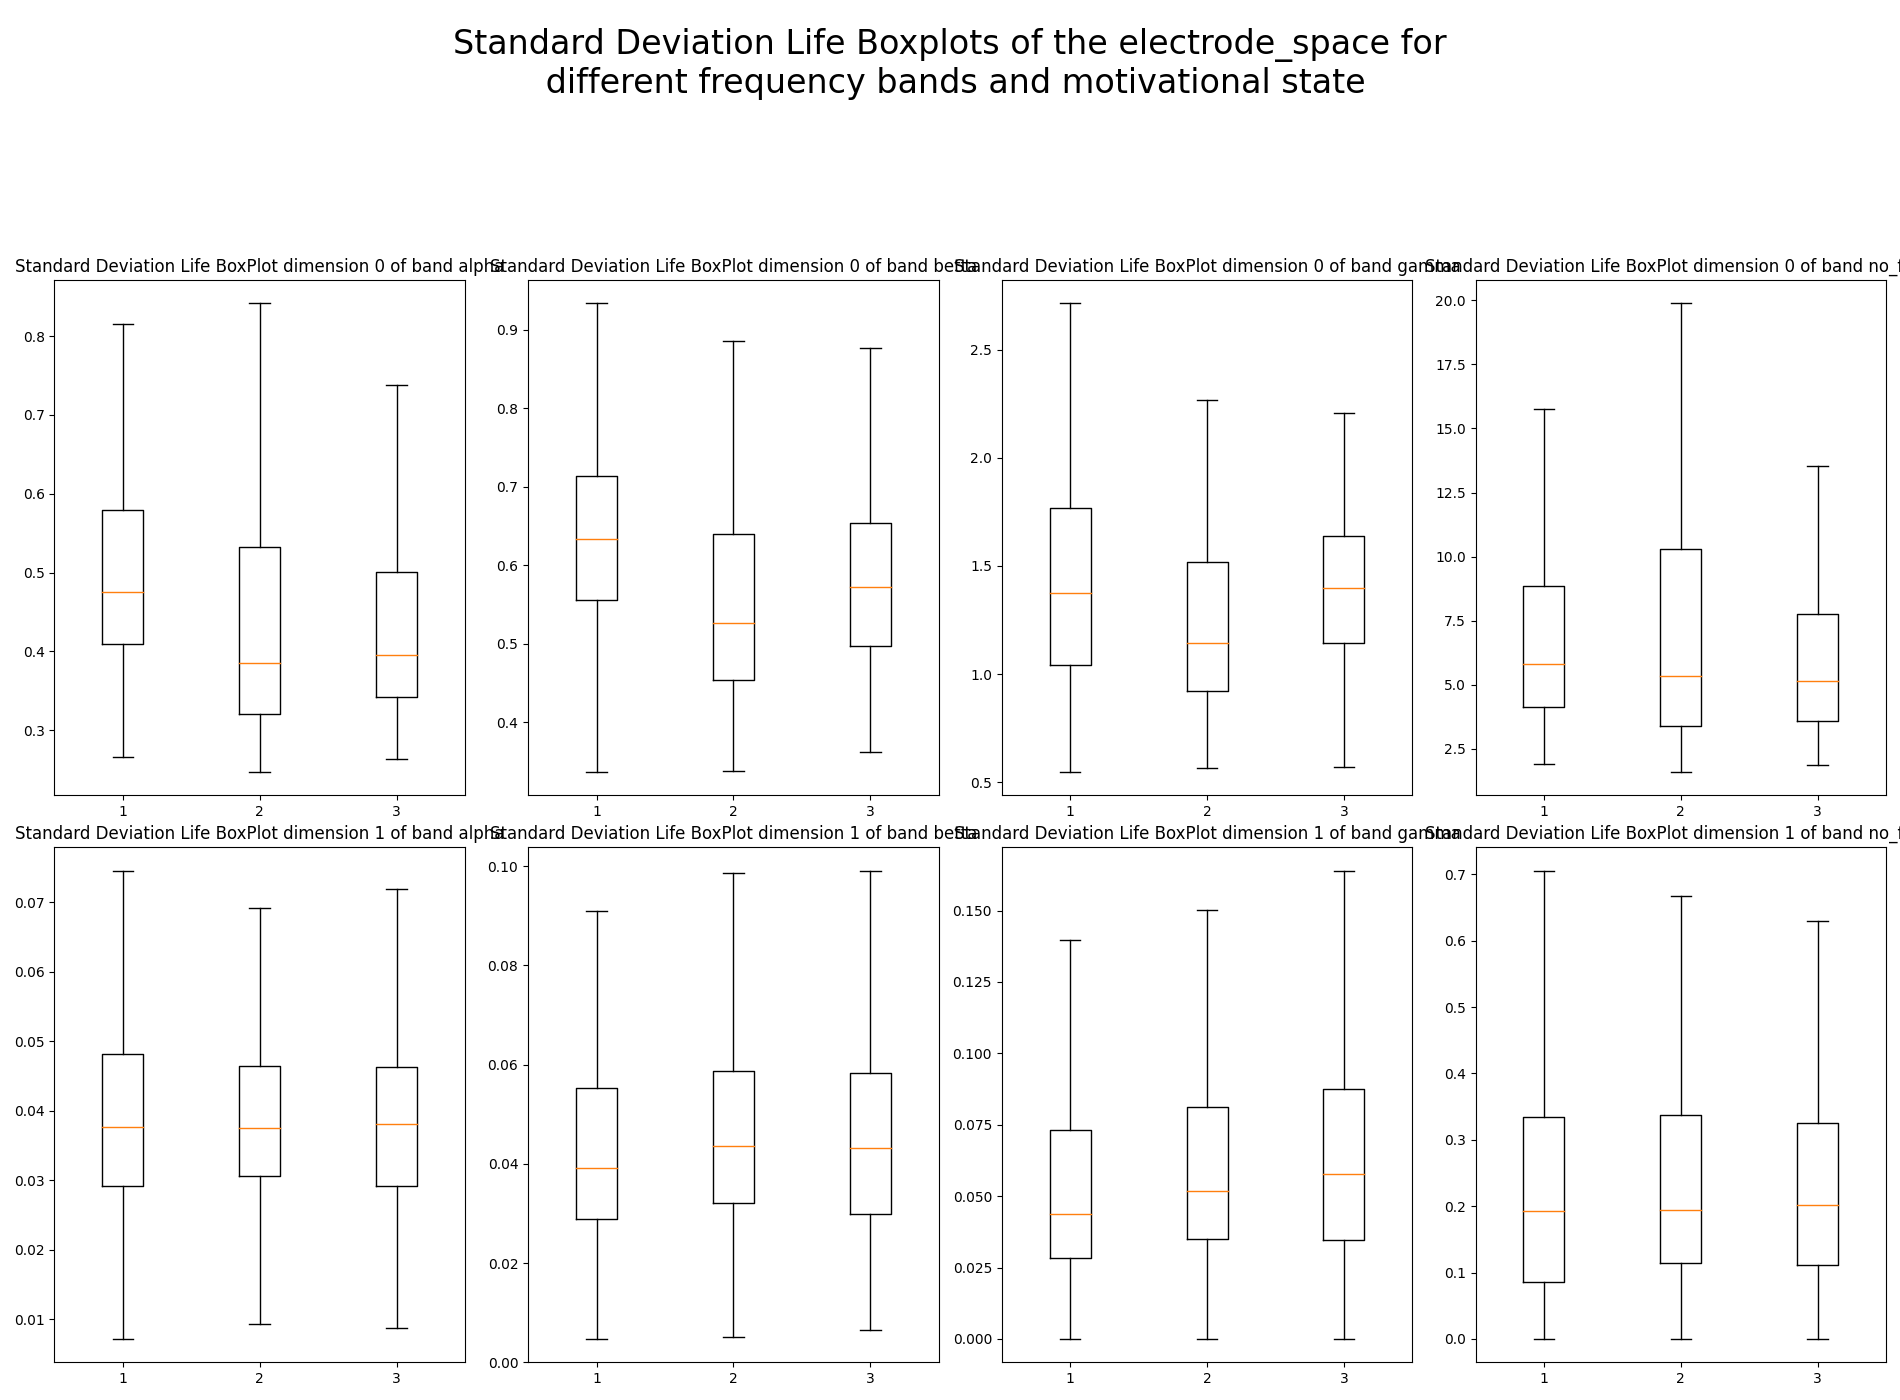 Standard Deviation Life Boxplots of the electrode_space for
different frequency bands and motivational state
Standard Deviation Life BoxPlot dimension 0 of band alpha
Standard Deviation Life BoxPlot dimension 0 of band beta
Standard Deviation Life BoxPlot dimension 0 of band gamma
Standard Deviation Life BoxPlot dimension 0 of band no_f
0.8
0.7
0.6
0.5
0.4
0.3
1 2 3
0.9
0.8
0.7
0.6
0.5
0.4
1 2 3
2.5
2.0
1.5
1.0
0.5
1 2 3
20.0
17.5
15.0
12.5
10.0
7.5
5.0
2.5
1 2 3
Standard Deviation Life BoxPlot dimension 1 of band alpha
Standard Deviation Life BoxPlot dimension 1 of band beta
Standard Deviation Life BoxPlot dimension 1 of band gamma
Standard Deviation Life BoxPlot dimension 1 of band no_f
0.07
0.06
0.05
0.04
0.03
0.02
0.01
1 2 3
0.10
0.08
0.06
0.04
0.02
0.00
1 2 3
0.150
0.125
0.100
0.075
0.050
0.025
0.000
1 2 3
0.7
0.6
0.5
0.4
0.3
0.2
0.1
0.0
1 2 3